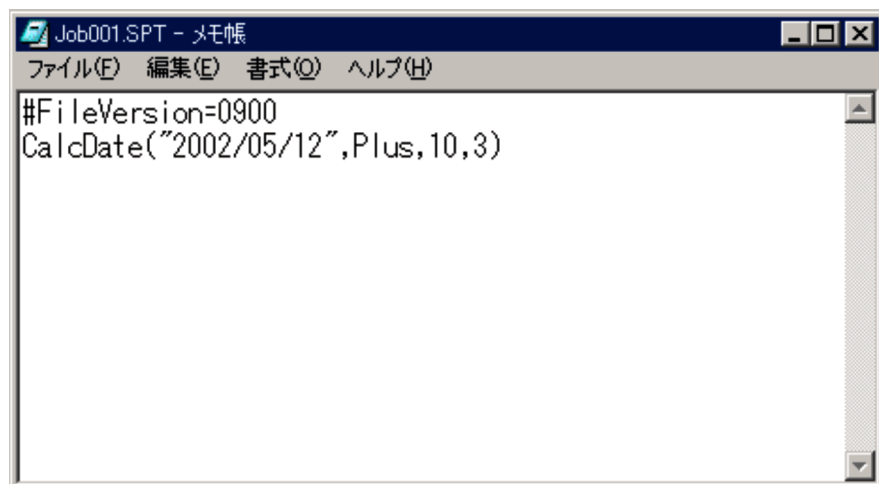 Job001.SPT - メモ帳
ファイル(F) 編集(E) 書式(O) ヘルプ(H)
#FileVersion=0900
CalcDate("2002/05/12",Plus,10,3)